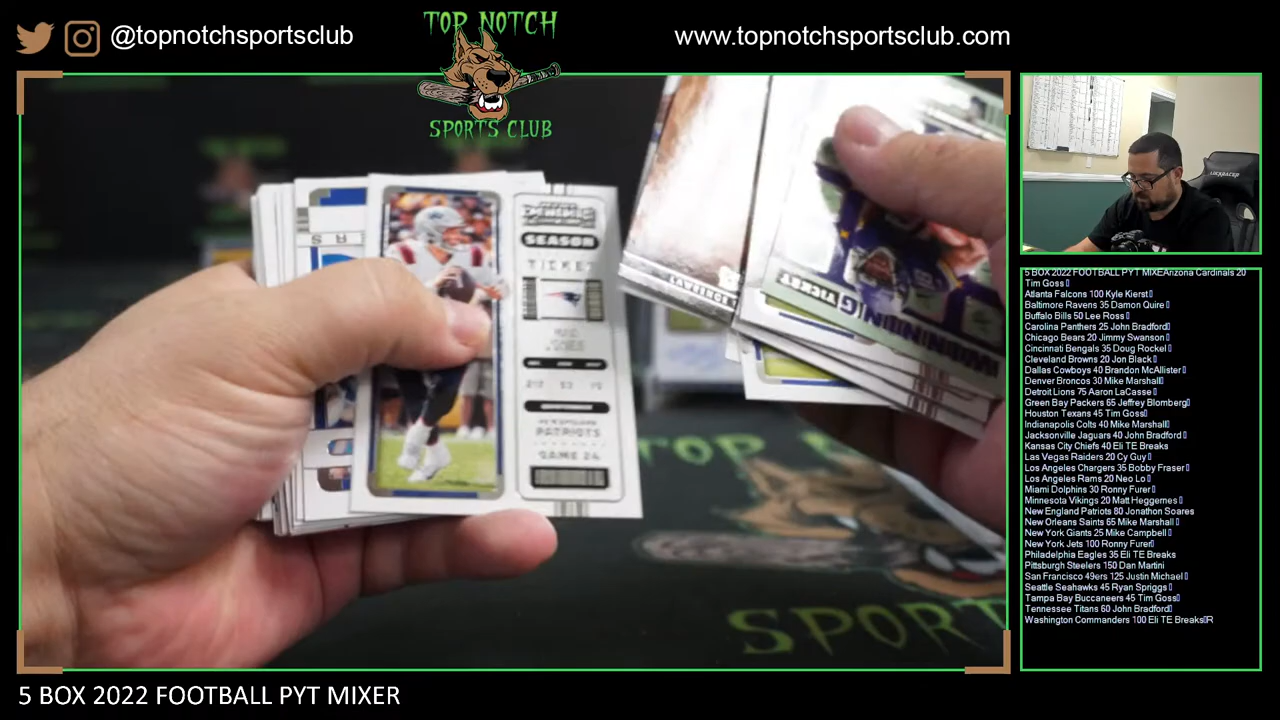 @topnotchsportsclub
TOP NOTCH
SPORTS CLUB
www.topnotchsportsclub.com
SEASON
TICKET
MAC
JONES
PATRIOTS
GAME 24
TICKET
TOP
SPOR
5 BOX 2022 FOOTBALL PYT MIXEArizona Cardinals 20
Tim Goss
Atlanta Falcons 100 Kyle Kierst
Baltimore Ravens 35 Damon Quire
Buffalo Bills 50 Lee Ross
Carolina Panthers 25 John Bradford
Chicago Bears 20 Jimmy Swanson
Cincinnati Bengals 35 Doug Rockel
Cleveland Browns 20 Jon Black
Dallas Cowboys 40 Brandon McAllister
Denver Broncos 30 Mike Marshall
Detroit Lions 75 Aaron LaCasse
Green Bay Packers 65 Jeffrey Blomberg
Houston Texans 45 Tim Goss
Indianapolis Colts 40 Mike Marshall
Jacksonville Jaguars 40 John Bradford
Kansas City Chiefs 40 Eli TE Breaks
Las Vegas Raiders 20 Cy Guy
Los Angeles Chargers 35 Bobby Fraser
Los Angeles Rams 20 Neo Lo
Miami Dolphins 30 Ronny Furer
Minnesota Vikings 20 Matt Heggernes
New England Patriots 80 Jonathon Soares
New Orleans Saints 65 Mike Marshall
New York Giants 25 Mike Campbell
New York Jets 100 Ronny Furer
Philadelphia Eagles 35 Eli TE Breaks
Pittsburgh Steelers 150 Dan Martini
San Francisco 49ers 125 Justin Michael
Seattle Seahawks 45 Ryan Spriggs
Tampa Bay Buccaneers 45 Tim Goss
Tennessee Titans 60 John Bradford
Washington Commanders 100 Eli TE BreaksR
5 BOX 2022 FOOTBALL PYT MIXER